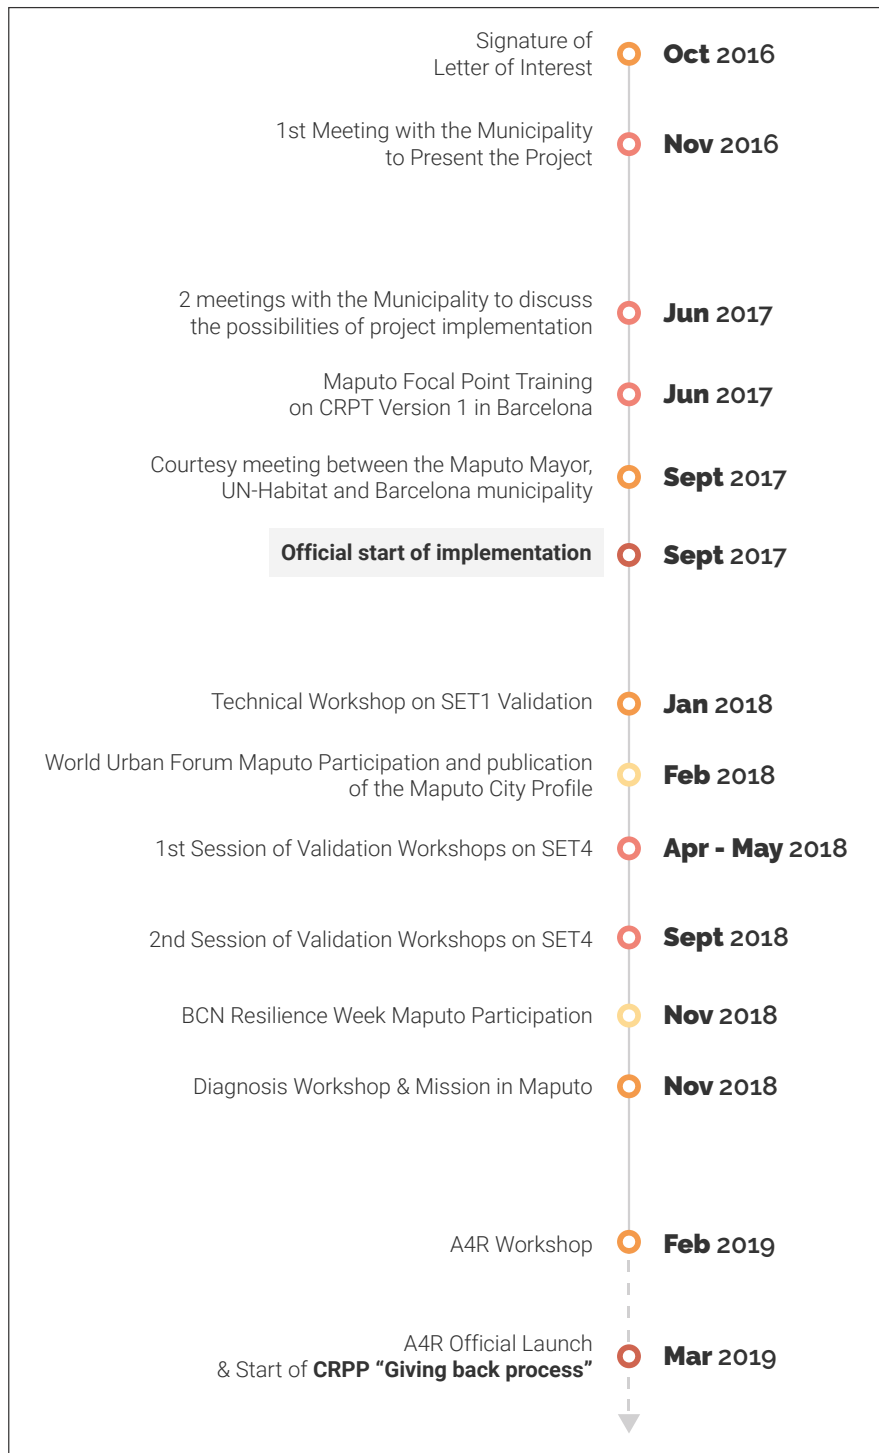 Signature of
Letter of Interest
Oct 2016
1st Meeting with the Municipality
to Present the Project
Nov 2016
2 meetings with the Municipality to discuss
the possibilities of project implementation
Jun 2017
Maputo Focal Point Training
on CRPT Version 1 in Barcelona
Jun 2017
Courtesy meeting between the Maputo Mayor,
UN-Habitat and Barcelona municipality
Sept 2017
Official start of implementation
Sept 2017
Technical Workshop on SET1 Validation
Jan 2018
World Urban Forum Maputo Participation and publication
of the Maputo City Profile
Feb 2018
1st Session of Validation Workshops on SET4
Apr - May 2018
2nd Session of Validation Workshops on SET4
Sept 2018
BCN Resilience Week Maputo Participation
Nov 2018
Diagnosis Workshop & Mission in Maputo
Nov 2018
A4R Workshop
Feb 2019
A4R Official Launch
& Start of CRPP “Giving back process”
Mar 2019